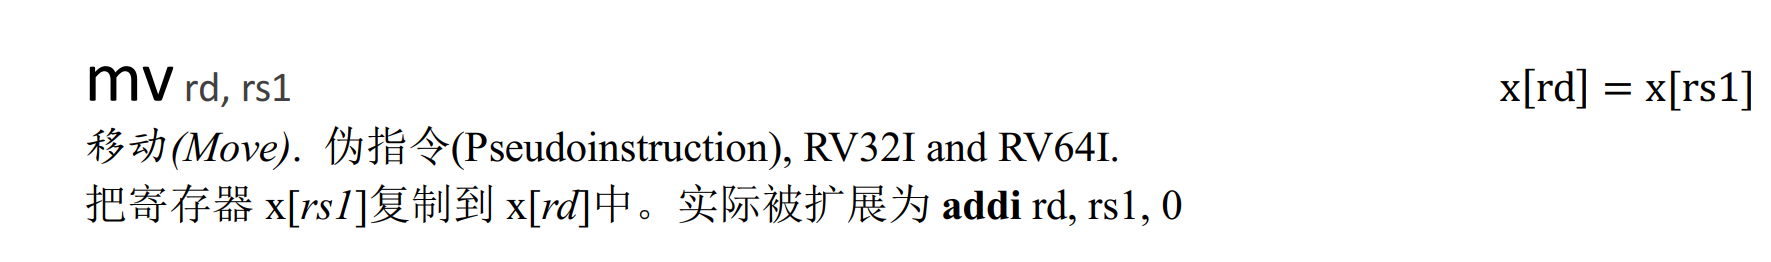 mv rd, rs1 x[rd] = x[rs1]
移动(Move). 伪指令(Pseudoinstruction), RV32I and RV64I.
把寄存器 x[rs1]复制到 x[rd]中。实际被扩展为 addi rd, rs1, 0